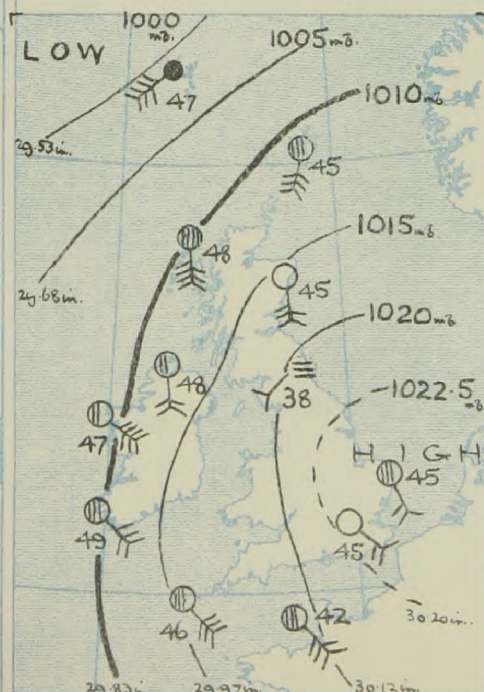 1000
mb.
LOW
1005mb.
47
1010mb
29.53in.
45
48
1015mb
29.68in.
45
1020mb
48
38
1022.5
mb
47
HIGH
45
49
45
30.20in.
42
46
29.83in.
29.97in.
30.12in.